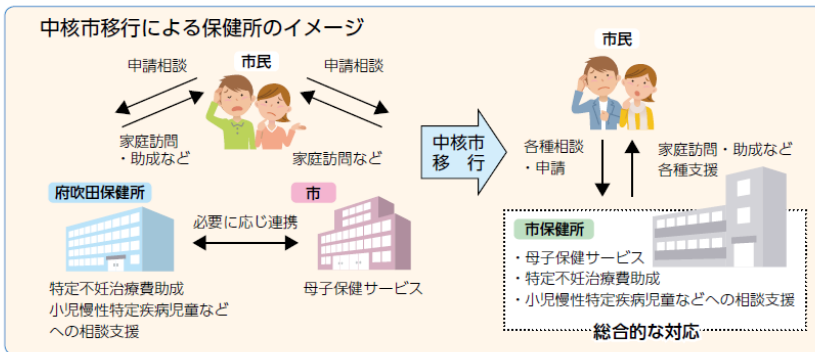 中核市移行による保健所のイメージ
市民
申請相談
申請相談
家庭訪問
・助成など
家庭訪問など
府吹田保健所
市
必要に応じ連携
特定不妊治療費助成
小児慢性特定疾病児童など
への相談支援
母子保健サービス
中核市
移行
市民
各種相談
・申請
家庭訪問・助成など
各種支援
市保健所
・母子保健サービス
・特定不妊治療費助成
・小児慢性特定疾病児童などへの相談支援
総合的な対応